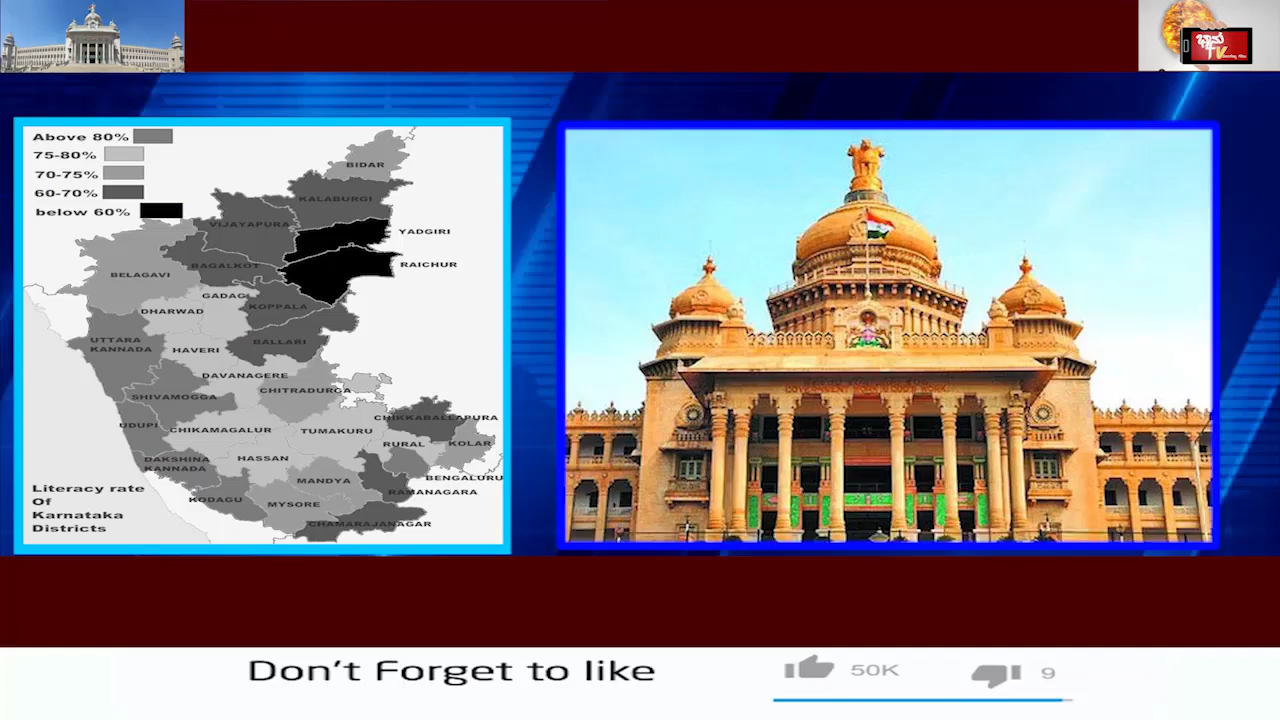 ಭಾವ
TV
Above 80%
75-80%
70-75%
60-70%
below 60%
BIDAR
KALABURGI
VIJAYAPURA
YADGIRI
RAICHUR
BAGALKOT
BELAGAVI
GADAG
KOPPALA
DHARWAD
BALLARI
UTTARA
KANNADA
HAVERI
DAVANAGERE
CHITRADURGA
SHIVAMOGGA
CHIKKABALLAPURA
UDUPI
CHIKAMAGALUR
TUMAKURU
RURAL
KOLAR
DAKSHINA
KANNADA
HASSAN
MANDYA
BENGALURU
RAMANAGARA
KODAGU
MYSORE
CHAMARAJANAGAR
Literacy rate
Of
Karnataka
Districts
Don't Forget to like
50K
9